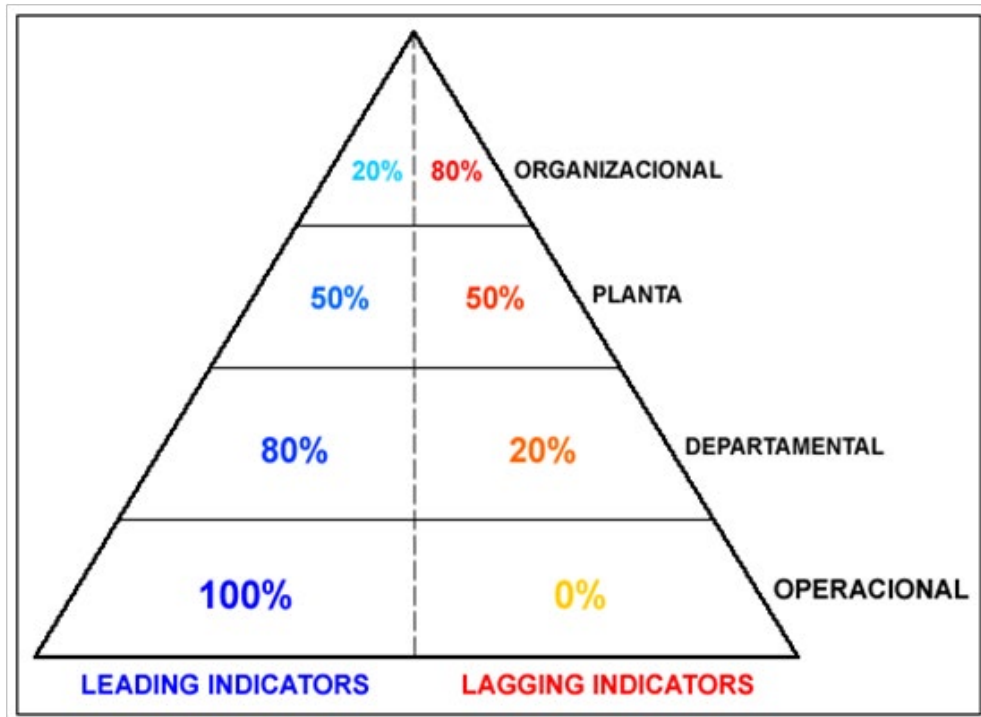 20% 80% ORGANIZACIONAL
50% 50% PLANTA
80% 20% DEPARTAMENTAL
100% 0% OPERACIONAL
LEADING INDICATORS LAGGING INDICATORS